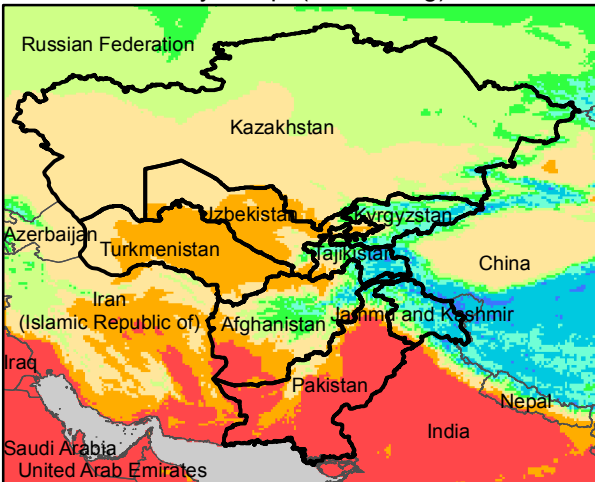 Russian Federation
Kazakhstan
Uzbekistan
Kyrgyzstan
Azerbaijan
Turkmenistan
Tajikistan
China
Iran
(Islamic Republic of)
Afghanistan
Jammu and Kashmir
Iraq
Pakistan
Nepal
India
Saudi Arabia
United Arab Emirates